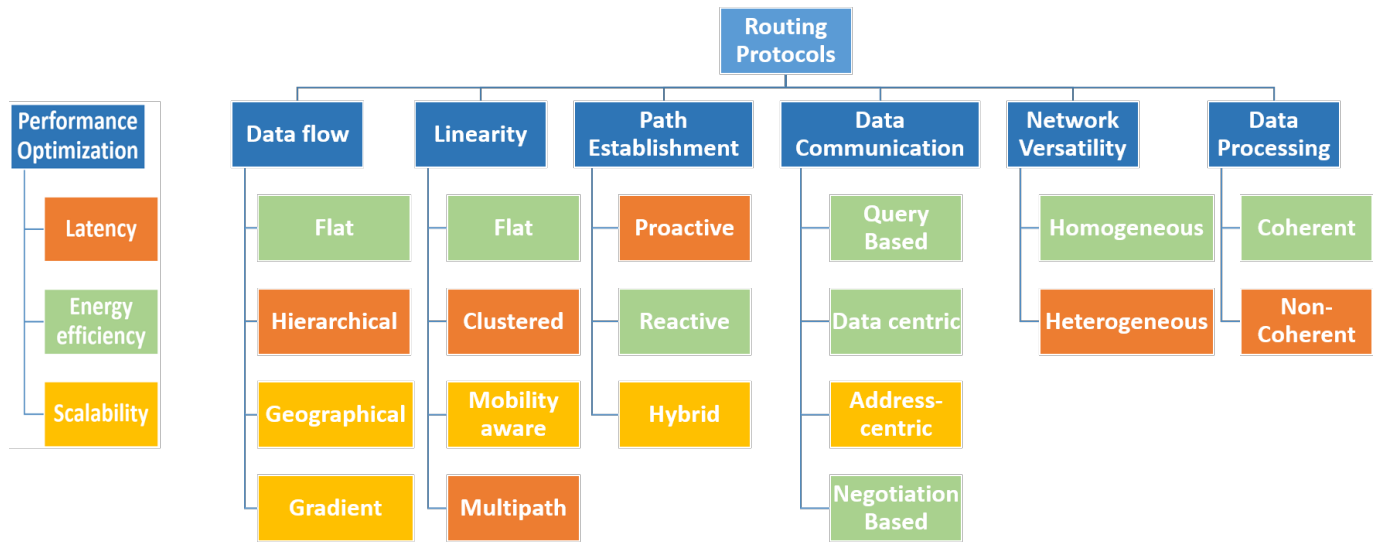 Routing
Protocols
Performance
Optimization
Latency
Energy
efficiency
Scalability
Data flow
Flat
Hierarchical
Geographical
Gradient
Linearity
Flat
Clustered
Mobility
aware
Multipath
Path
Establishment
Proactive
Reactive
Hybrid
Data
Communication
Query
Based
Data centric
Address-
centric
Negotiation
Based
Network
Versatility
Homogeneous
Heterogeneous
Data
Processing
Coherent
Non-
Coherent